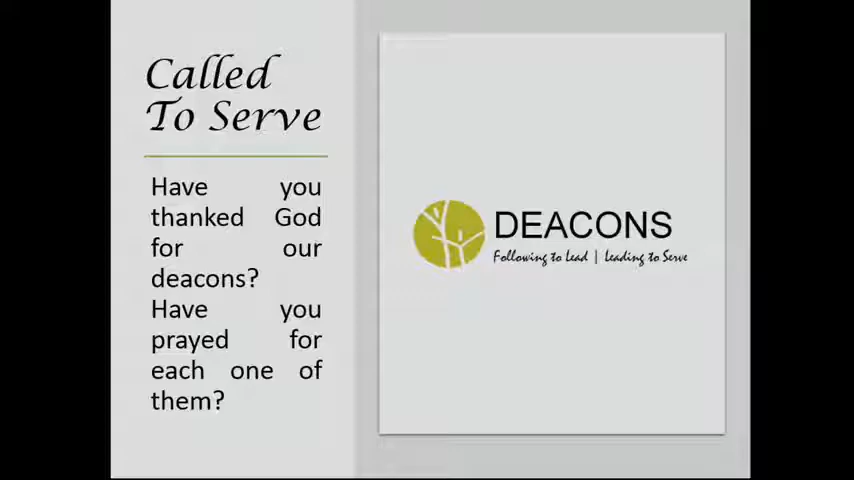 Called
To Serve
Have you
thanked God
for our
deacons?
Have you
prayed for
each one of
them?
DEACONS
Following to Lead | Leading to Serve